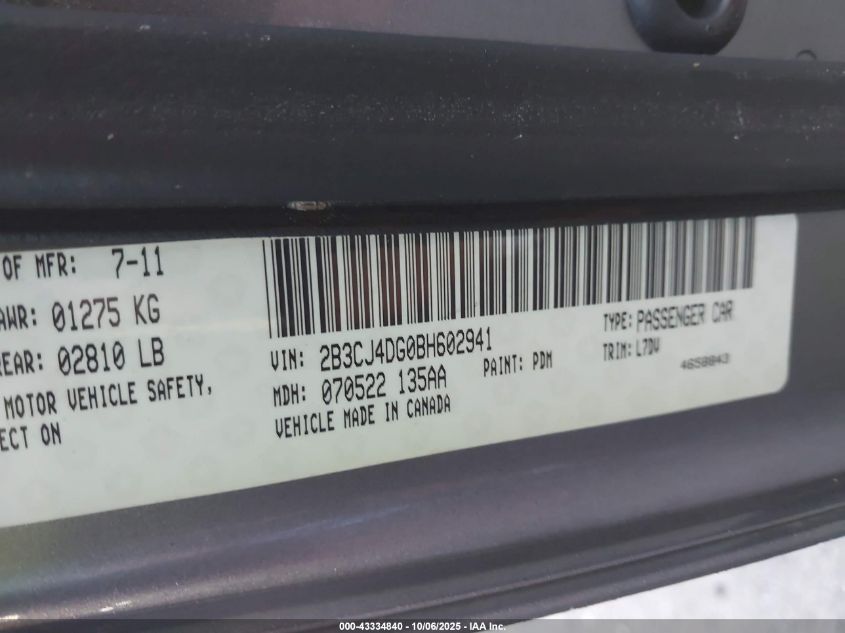 OF MFR: 7-11
AWR: 01275 KG
REAR: 02810 LB
MOTOR VEHICLE SAFETY,
ECT ON
VIN: 2B3CJ4DG0BH602941
TYPE: PASSENGER CAR
MDH: 070522 135AA
PAINT: PDM
TRIM: L7DV
VEHICLE MADE IN CANADA
4658843
000-43334840 - 10/06/2025 - IAA Inc.